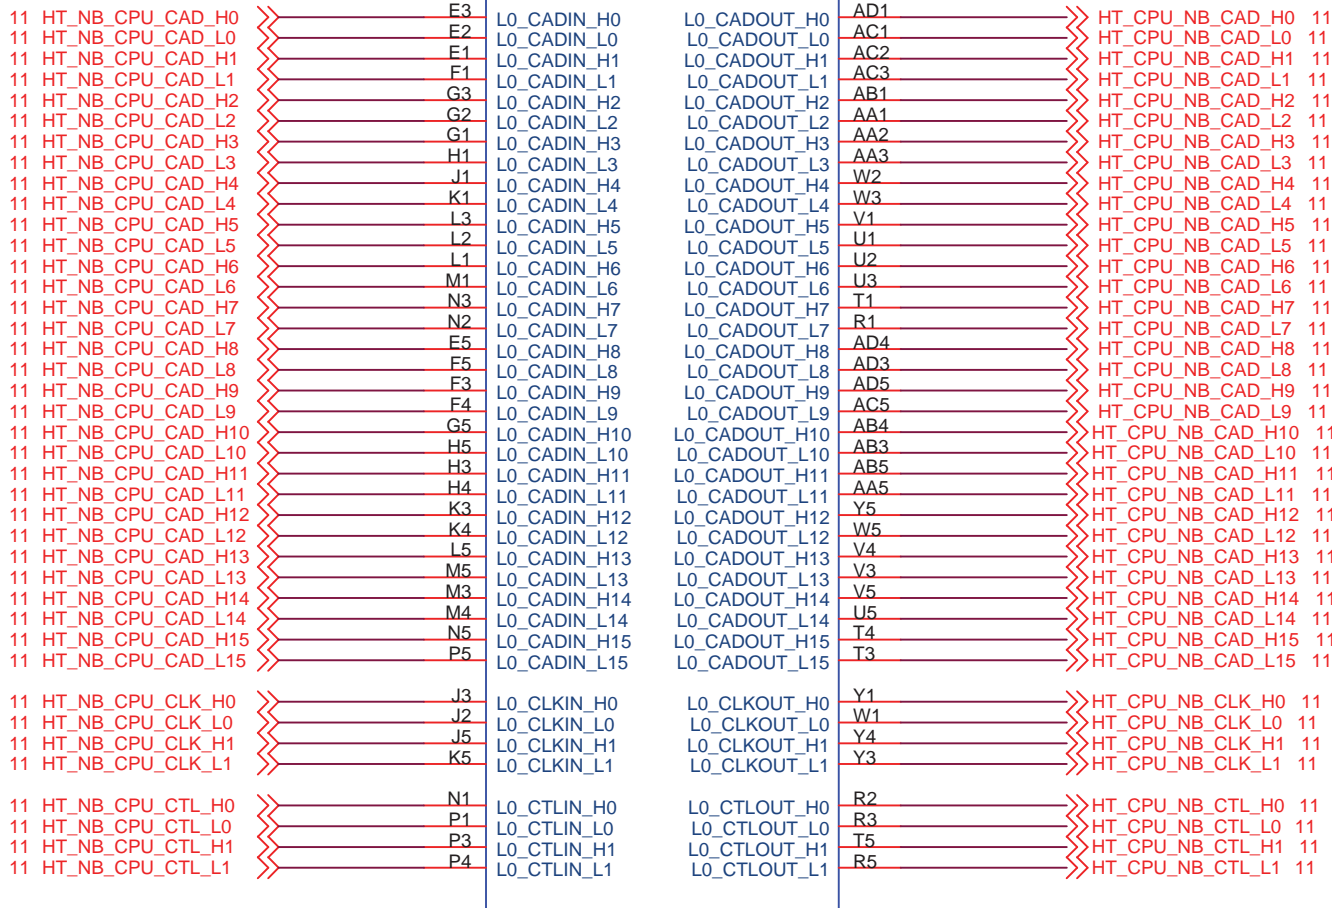 11 HT_NB_CPU_CAD_H0 E3 L0_CADIN_H0 L0_CADOUT_H0 AD1 HT_CPU_NB_CAD_H0 11
11 HT_NB_CPU_CAD_L0 E2 L0_CADIN_L0 L0_CADOUT_L0 AC1 HT_CPU_NB_CAD_L0 11
11 HT_NB_CPU_CAD_H1 E1 L0_CADIN_H1 L0_CADOUT_H1 AC2 HT_CPU_NB_CAD_H1 11
11 HT_NB_CPU_CAD_L1 F1 L0_CADIN_L1 L0_CADOUT_L1 AC3 HT_CPU_NB_CAD_L1 11
11 HT_NB_CPU_CAD_H2 G3 L0_CADIN_H2 L0_CADOUT_H2 AB1 HT_CPU_NB_CAD_H2 11
11 HT_NB_CPU_CAD_L2 G2 L0_CADIN_L2 L0_CADOUT_L2 AA1 HT_CPU_NB_CAD_L2 11
11 HT_NB_CPU_CAD_H3 G1 L0_CADIN_H3 L0_CADOUT_H3 AA2 HT_CPU_NB_CAD_H3 11
11 HT_NB_CPU_CAD_L3 H1 L0_CADIN_L3 L0_CADOUT_L3 AA3 HT_CPU_NB_CAD_L3 11
11 HT_NB_CPU_CAD_H4 J1 L0_CADIN_H4 L0_CADOUT_H4 W2 HT_CPU_NB_CAD_H4 11
11 HT_NB_CPU_CAD_L4 K1 L0_CADIN_L4 L0_CADOUT_L4 W3 HT_CPU_NB_CAD_L4 11
11 HT_NB_CPU_CAD_H5 L3 L0_CADIN_H5 L0_CADOUT_H5 V1 HT_CPU_NB_CAD_H5 11
11 HT_NB_CPU_CAD_L5 L2 L0_CADIN_L5 L0_CADOUT_L5 U1 HT_CPU_NB_CAD_L5 11
11 HT_NB_CPU_CAD_H6 L1 L0_CADIN_H6 L0_CADOUT_H6 U2 HT_CPU_NB_CAD_H6 11
11 HT_NB_CPU_CAD_L6 M1 L0_CADIN_L6 L0_CADOUT_L6 U3 HT_CPU_NB_CAD_L6 11
11 HT_NB_CPU_CAD_H7 N3 L0_CADIN_H7 L0_CADOUT_H7 T1 HT_CPU_NB_CAD_H7 11
11 HT_NB_CPU_CAD_L7 N2 L0_CADIN_L7 L0_CADOUT_L7 R1 HT_CPU_NB_CAD_L7 11
11 HT_NB_CPU_CAD_H8 E5 L0_CADIN_H8 L0_CADOUT_H8 AD4 HT_CPU_NB_CAD_H8 11
11 HT_NB_CPU_CAD_L8 F5 L0_CADIN_L8 L0_CADOUT_L8 AD3 HT_CPU_NB_CAD_L8 11
11 HT_NB_CPU_CAD_H9 F3 L0_CADIN_H9 L0_CADOUT_H9 AD5 HT_CPU_NB_CAD_H9 11
11 HT_NB_CPU_CAD_L9 F4 L0_CADIN_L9 L0_CADOUT_L9 AC5 HT_CPU_NB_CAD_L9 11
11 HT_NB_CPU_CAD_H10 G5 L0_CADIN_H10 L0_CADOUT_H10 AB4 HT_CPU_NB_CAD_H10 11
11 HT_NB_CPU_CAD_L10 H5 L0_CADIN_L10 L0_CADOUT_L10 AB3 HT_CPU_NB_CAD_L10 11
11 HT_NB_CPU_CAD_H11 H3 L0_CADIN_H11 L0_CADOUT_H11 AB5 HT_CPU_NB_CAD_H11 11
11 HT_NB_CPU_CAD_L11 H4 L0_CADIN_L11 L0_CADOUT_L11 AA5 HT_CPU_NB_CAD_L11 11
11 HT_NB_CPU_CAD_H12 K3 L0_CADIN_H12 L0_CADOUT_H12 Y5 HT_CPU_NB_CAD_H12 11
11 HT_NB_CPU_CAD_L12 K4 L0_CADIN_L12 L0_CADOUT_L12 W5 HT_CPU_NB_CAD_L12 11
11 HT_NB_CPU_CAD_H13 L5 L0_CADIN_H13 L0_CADOUT_H13 V4 HT_CPU_NB_CAD_H13 11
11 HT_NB_CPU_CAD_L13 M5 L0_CADIN_L13 L0_CADOUT_L13 V3 HT_CPU_NB_CAD_L13 11
11 HT_NB_CPU_CAD_H14 M3 L0_CADIN_H14 L0_CADOUT_H14 V5 HT_CPU_NB_CAD_H14 11
11 HT_NB_CPU_CAD_L14 M4 L0_CADIN_L14 L0_CADOUT_L14 U5 HT_CPU_NB_CAD_L14 11
11 HT_NB_CPU_CAD_H15 N5 L0_CADIN_H15 L0_CADOUT_H15 T4 HT_CPU_NB_CAD_H15 11
11 HT_NB_CPU_CAD_L15 P5 L0_CADIN_L15 L0_CADOUT_L15 T3 HT_CPU_NB_CAD_L15 11
11 HT_NB_CPU_CLK_H0 J3 L0_CLKIN_H0 L0_CLKOUT_H0 Y1 HT_CPU_NB_CLK_H0 11
11 HT_NB_CPU_CLK_L0 J2 L0_CLKIN_L0 L0_CLKOUT_L0 W1 HT_CPU_NB_CLK_L0 11
11 HT_NB_CPU_CLK_H1 J5 L0_CLKIN_H1 L0_CLKOUT_H1 Y4 HT_CPU_NB_CLK_H1 11
11 HT_NB_CPU_CLK_L1 K5 L0_CLKIN_L1 L0_CLKOUT_L1 Y3 HT_CPU_NB_CLK_L1 11
11 HT_NB_CPU_CTL_H0 N1 L0_CTLIN_H0 L0_CTLOUT_H0 R2 HT_CPU_NB_CTL_H0 11
11 HT_NB_CPU_CTL_L0 P1 L0_CTLIN_L0 L0_CTLOUT_L0 R3 HT_CPU_NB_CTL_L0 11
11 HT_NB_CPU_CTL_H1 P3 L0_CTLIN_H1 L0_CTLOUT_H1 T5 HT_CPU_NB_CTL_H1 11
11 HT_NB_CPU_CTL_L1 P4 L0_CTLIN_L1 L0_CTLOUT_L1 R5 HT_CPU_NB_CTL_L1 11